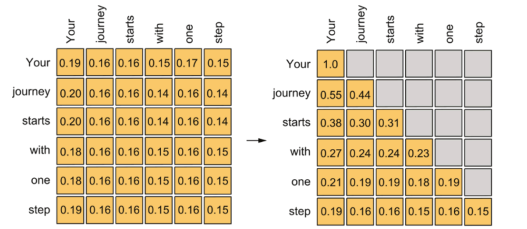 Your journey starts with one step
Your 0.19 0.16 0.16 0.15 0.17 0.15
journey 0.20 0.16 0.16 0.14 0.16 0.14
starts 0.20 0.16 0.16 0.14 0.16 0.14
with 0.18 0.16 0.16 0.15 0.16 0.15
one 0.18 0.16 0.16 0.15 0.16 0.15
step 0.19 0.16 0.16 0.15 0.16 0.15
Your journey starts with one step
Your 1.0
journey 0.55 0.44
starts 0.38 0.30 0.31
with 0.27 0.24 0.24 0.23
one 0.21 0.19 0.19 0.18 0.19
step 0.19 0.16 0.16 0.15 0.16 0.15